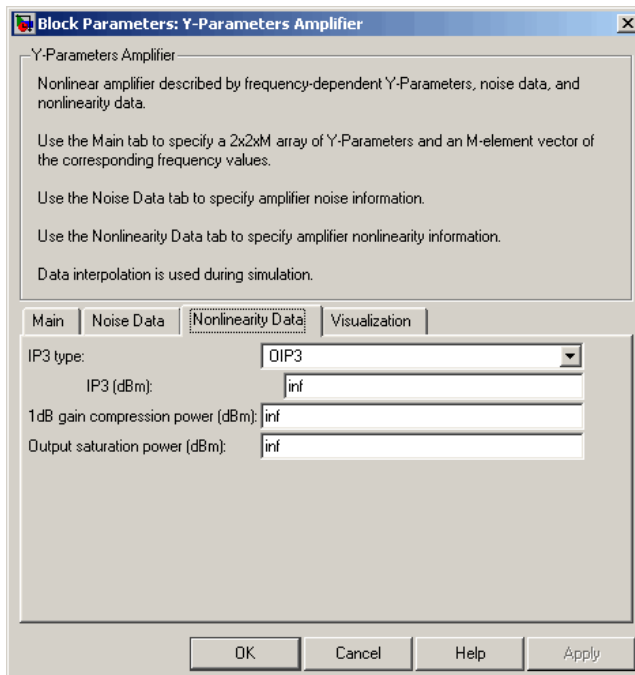 Block Parameters: Y-Parameters Amplifier
Y-Parameters Amplifier
Nonlinear amplifier described by frequency-dependent Y-Parameters, noise data, and
nonlinearity data.
Use the Main tab to specify a 2x2xM array of Y-Parameters and an M-element vector of
the corresponding frequency values.
Use the Noise Data tab to specify amplifier noise information.
Use the Nonlinearity Data tab to specify amplifier nonlinearity information.
Data interpolation is used during simulation.
Main Noise Data Nonlinearity Data Visualization
IP3 type: OIP3
IP3 (dBm): inf
1dB gain compression power (dBm): inf
Output saturation power (dBm): inf
OK Cancel Help Apply